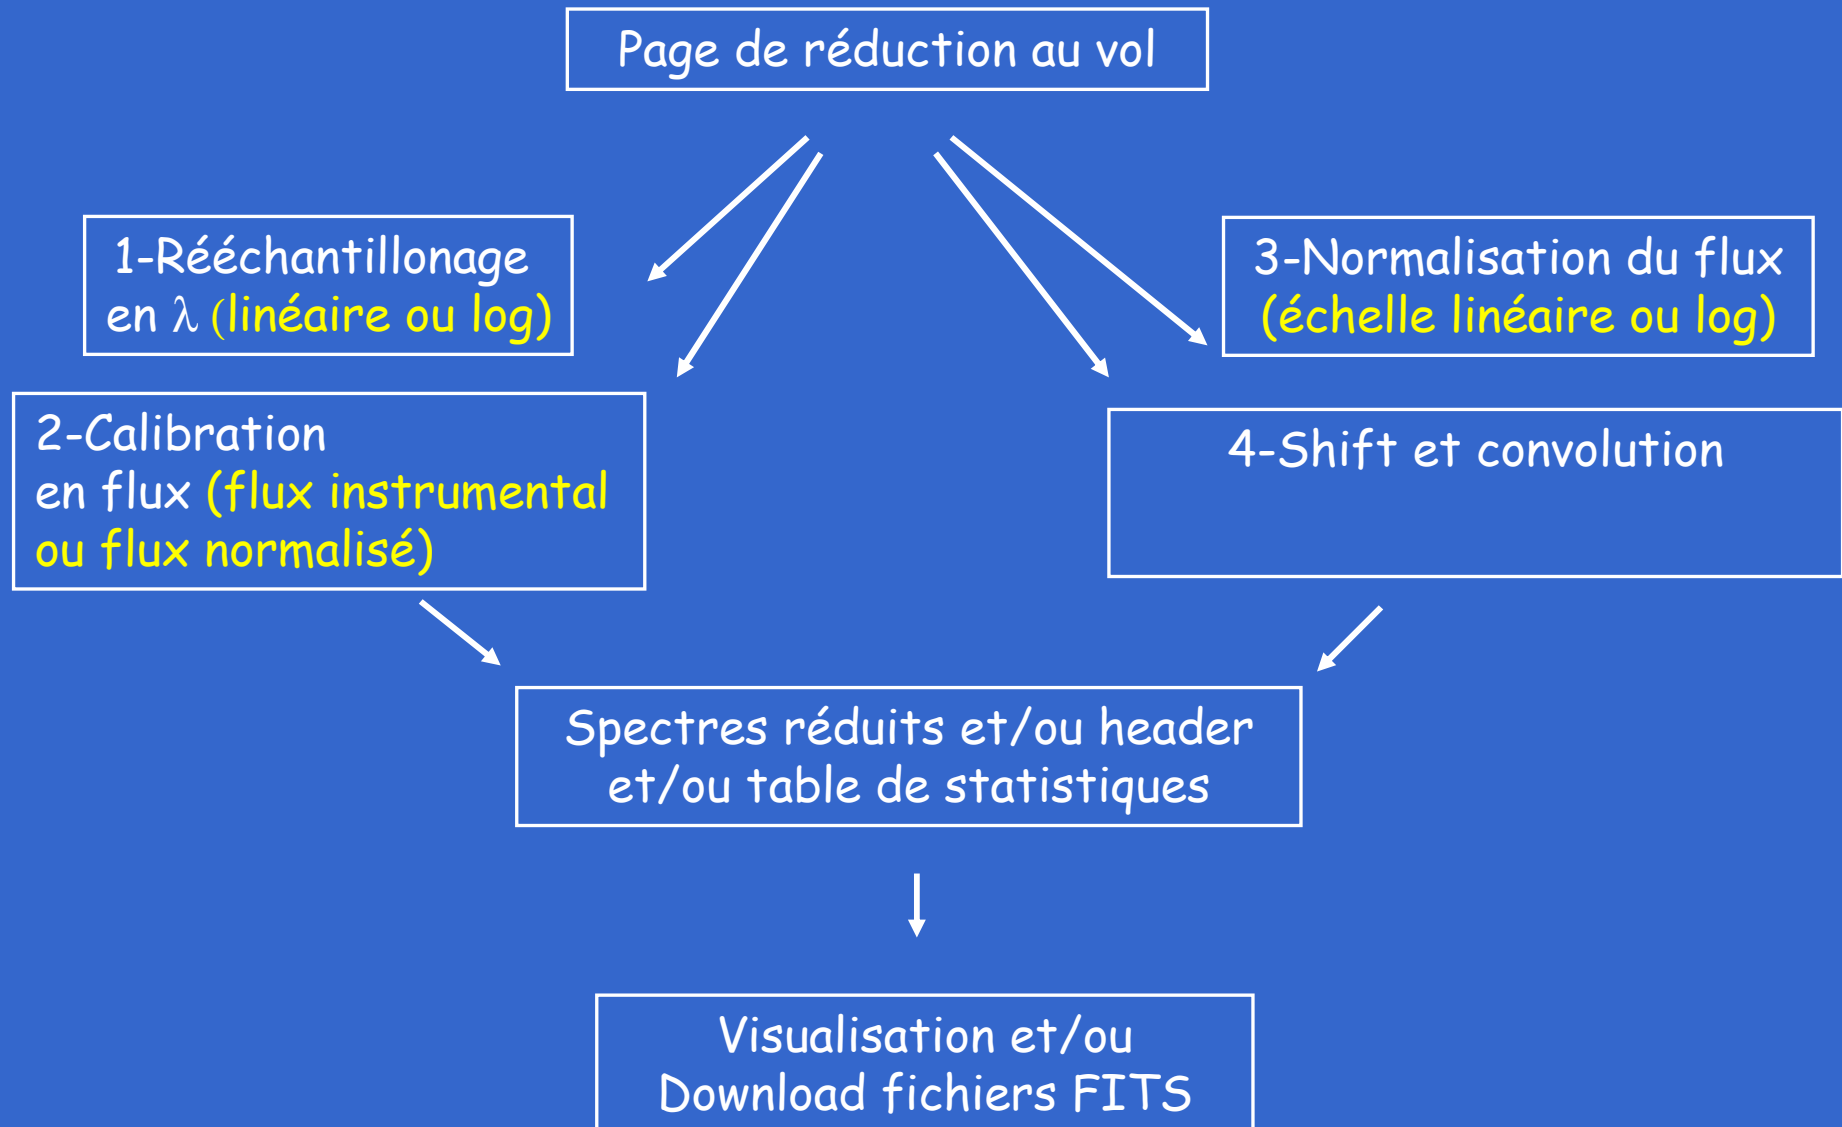 Page de réduction au vol
1-Rééchantillonage
en λ (linéaire ou log)
2-Calibration
en flux (flux instrumental
ou flux normalisé)
3-Normalisation du flux
(échelle linéaire ou log)
4-Shift et convolution
Spectres réduits et/ou header
et/ou table de statistiques
Visualisation et/ou
Download fichiers FITS